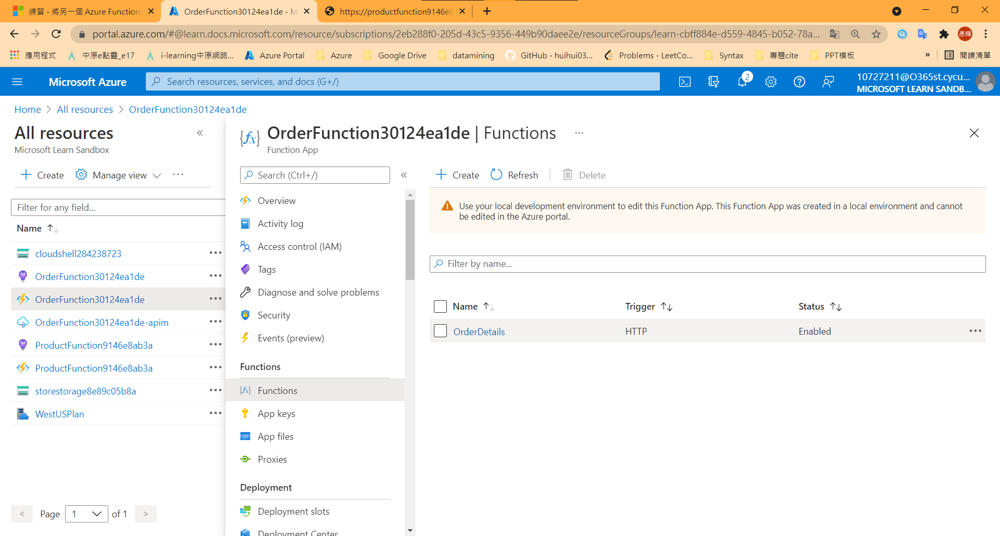 練習 - 將另一個 Azure Functions
OrderFunction30124ea1de - M
https://productfunction9146e8
portal.azure.com/#@learn.docs.microsoft.com/resource/subscriptions/2eb288f0-205d-43c5-9356-449b90daee2e/resourceGroups/learn-cbff884e-d559-4845-b052-78a...
彥輝
應用程式
中原e點靈_e17
i-learning中原網路...
Azure Portal
Azure
Google Drive
datamining
GitHub - huihui03...
Problems - LeetCo...
Syntax
專題cite
PPT模板
»
閱讀清單
Microsoft Azure
Search resources, services, and docs (G+/)
2
10727211@O365st.cycu...
MICROSOFT LEARN SANDB...
Home > All resources > OrderFunction30124ea1de
All resources
«
Microsoft Learn Sandbox
Create
Manage view
...
Filter for any field...
Name
cloudshell284238723
OrderFunction30124ea1de
OrderFunction30124ea1de
OrderFunction30124ea1de-apim
ProductFunction9146e8ab3a
ProductFunction9146e8ab3a
storestorage8e89c05b8a
WestUSPlan
< Page 1 of 1 >
OrderFunction30124ea1de | Functions
...
Function App
Search (Ctrl+/)
«
Overview
Activity log
Access control (IAM)
Tags
Diagnose and solve problems
Security
Events (preview)
Functions
Functions
App keys
App files
Proxies
Deployment
Deployment slots
Deployment Center
Create
Refresh
Delete
Use your local development environment to edit this Function App. This Function App was created in a local environment and cannot
be edited in the Azure portal.
Filter by name...
Name
Trigger
Status
OrderDetails
HTTP
Enabled